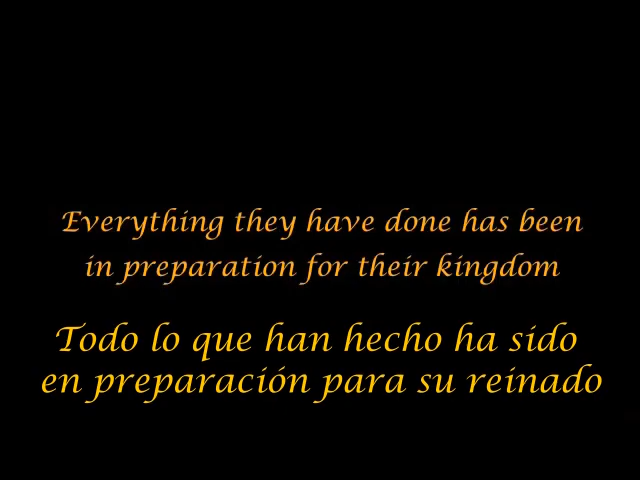 Everything they have done has been
in preparation for their kingdom
Todo lo que han hecho ha sido
en preparación para su reinado